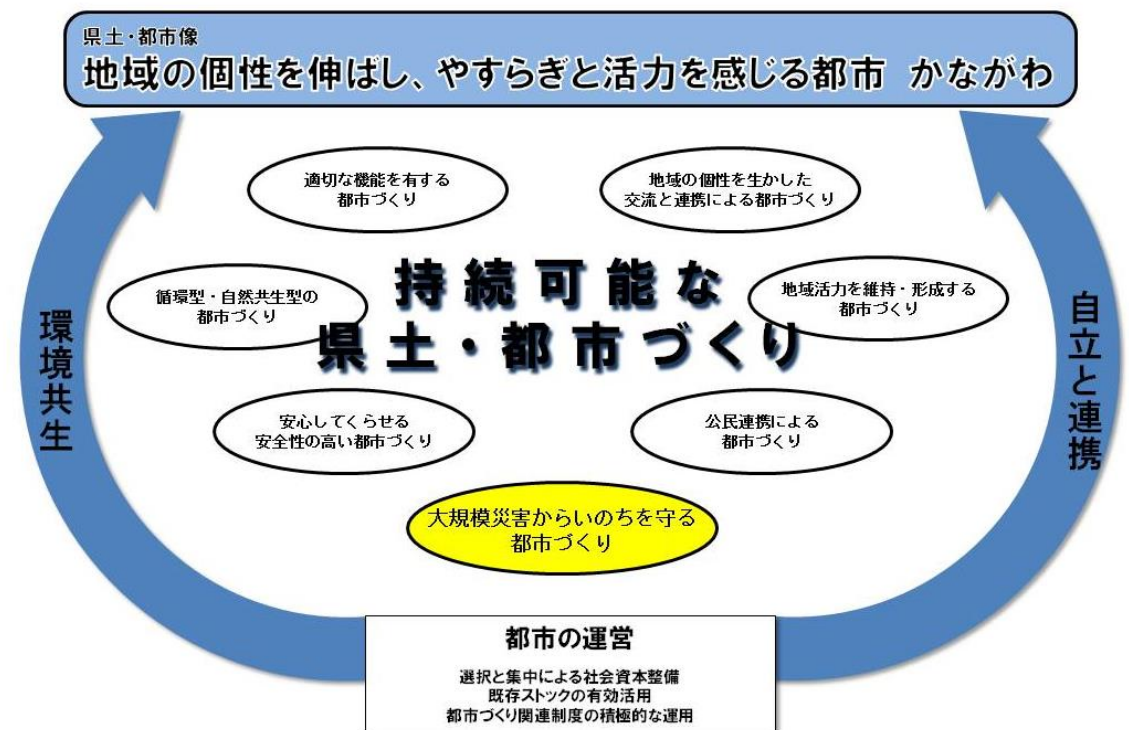 県土・都市像
地域の個性を伸ばし、やすらぎと活力を感じる都市 かながわ
適切な機能を有する
都市づくり
地域の個性を生かした
交流と連携による都市づくり
循環型・自然共生型の
都市づくり
持続可能な
県土・都市づくり
地域活力を維持・形成する
都市づくり
環境共生
自立と連携
安心してくらせる
安全性の高い都市づくり
公民連携による
都市づくり
大規模災害からいのちを守る
都市づくり
都市の運営
選択と集中による社会資本整備
既存ストックの有効活用
都市づくり関連制度の積極的な運用